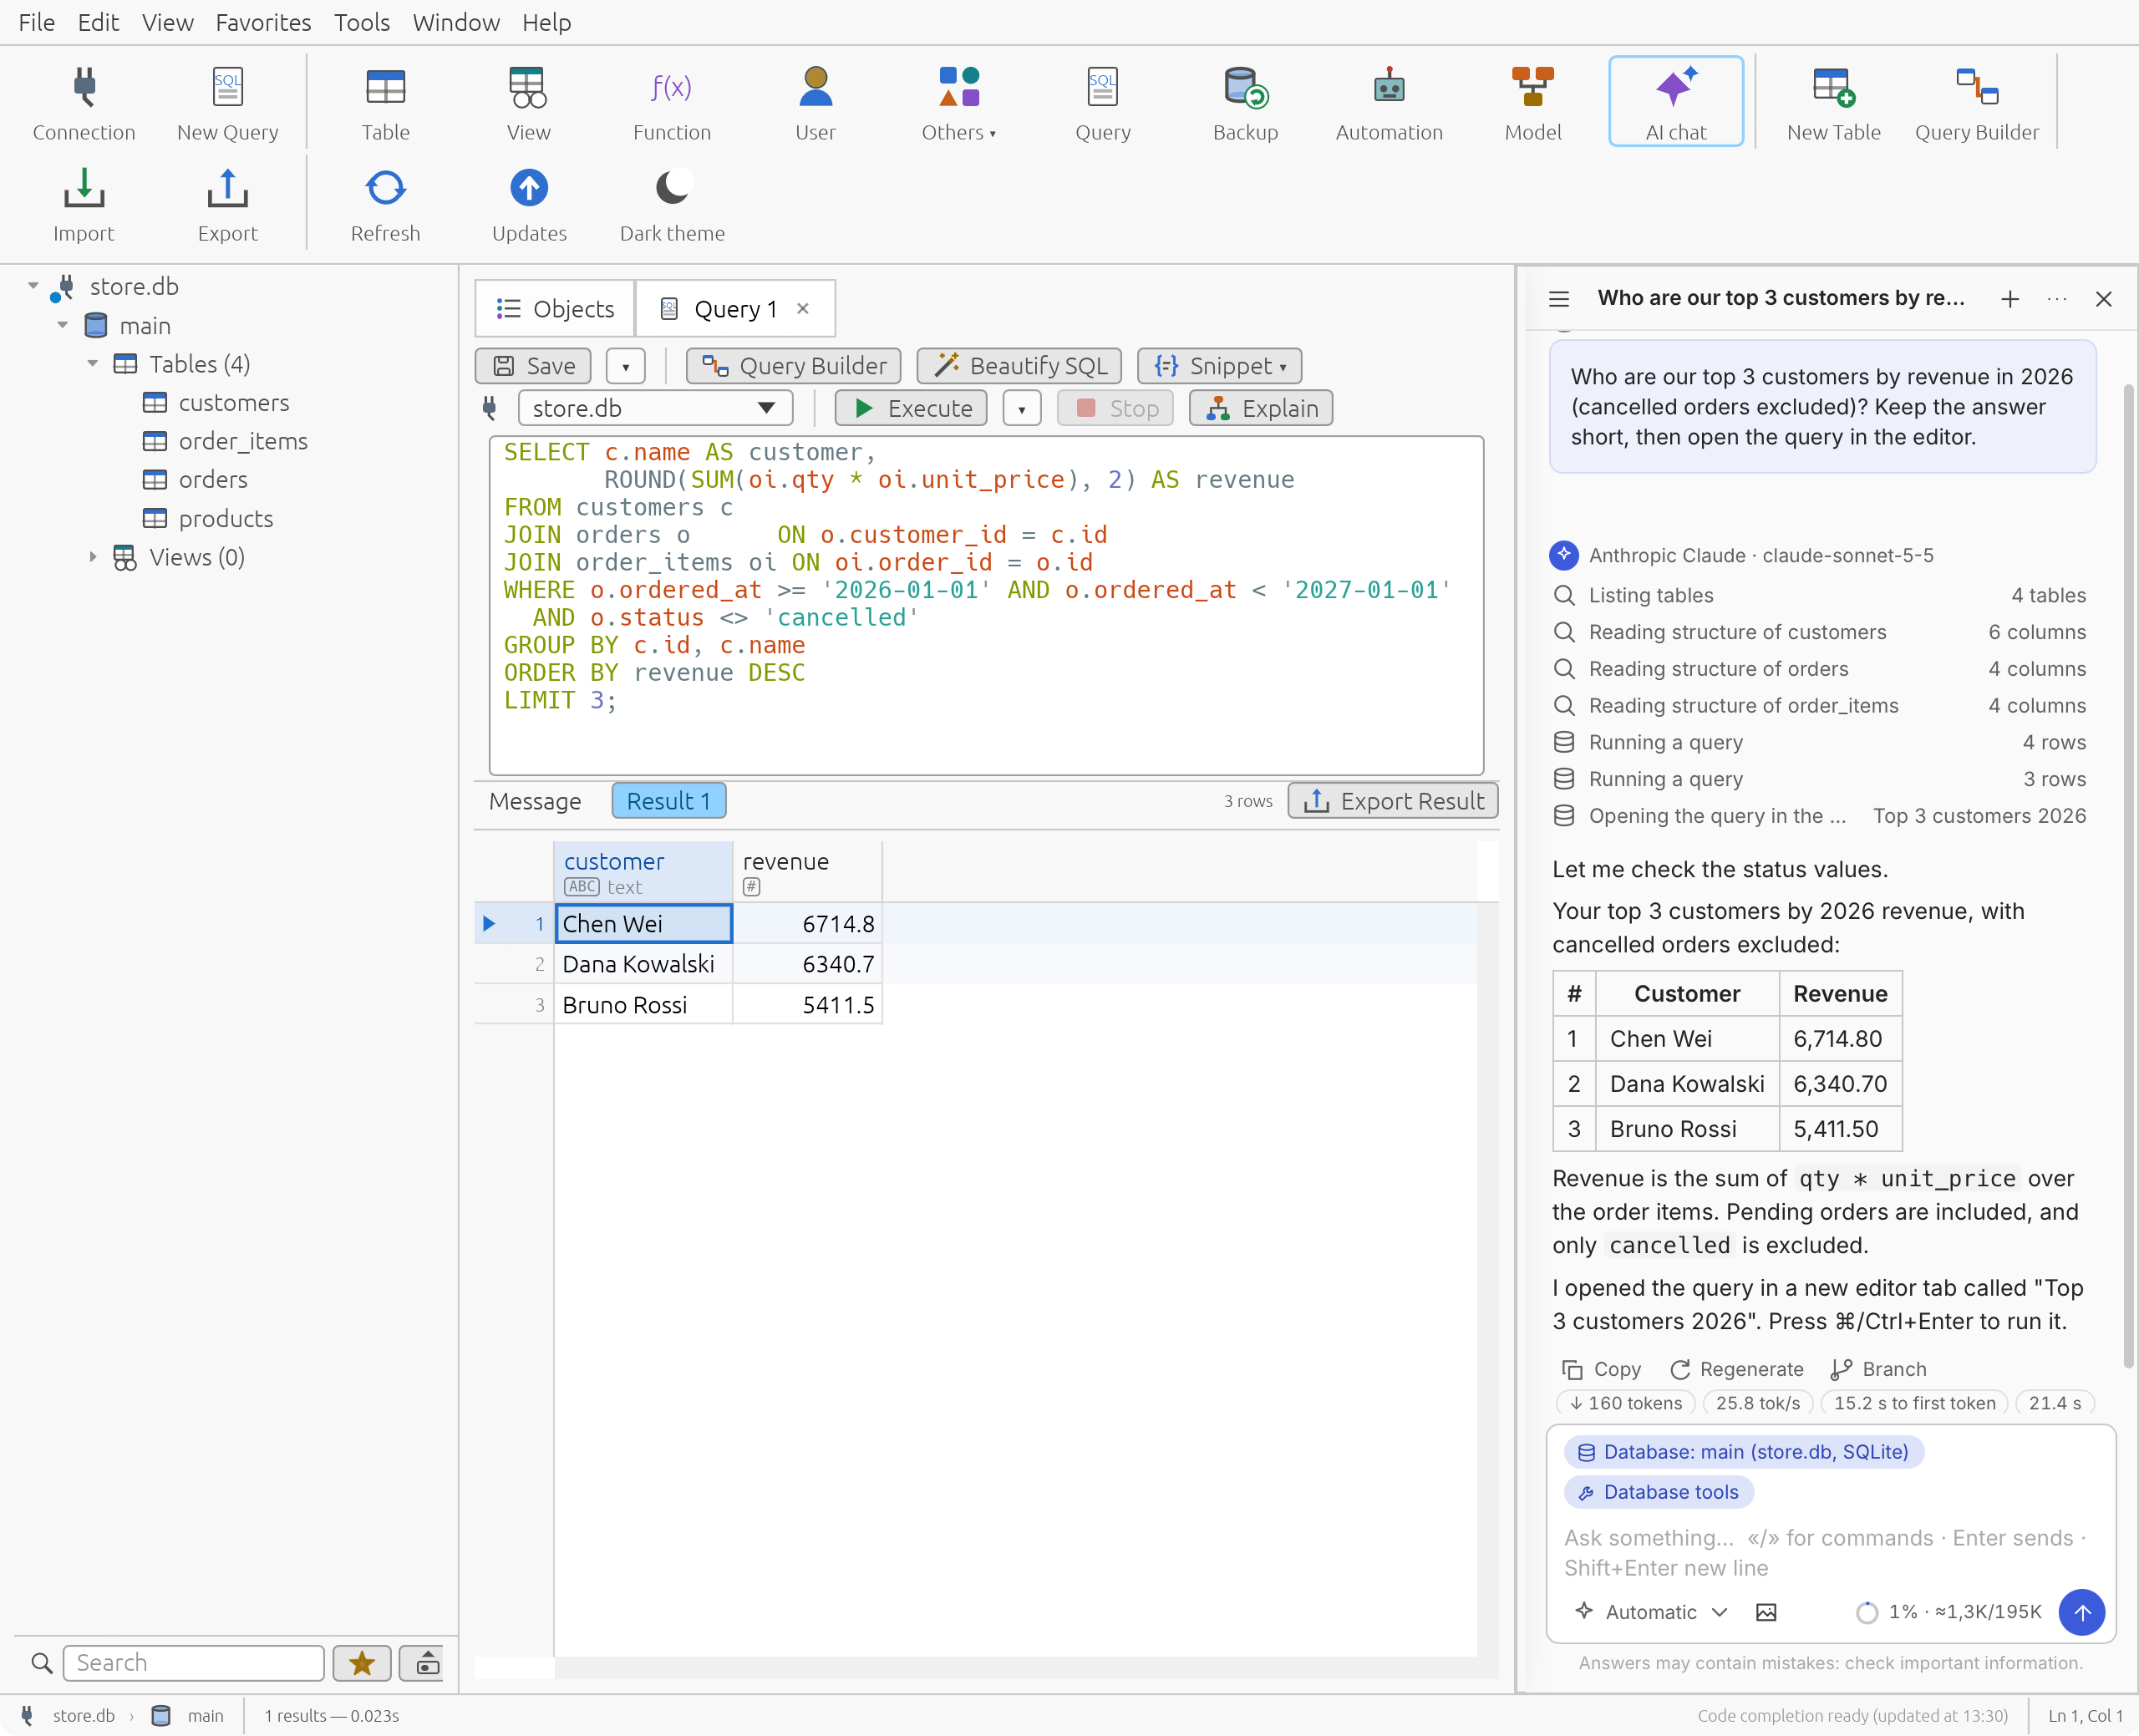 File Edit View Favorites Tools Window Help
Connection New Query Table View Function User Others ▾ Query Backup Automation Model AI chat New Table Query Builder
SQL ƒ(x) SQL
Import Export Refresh Updates Dark theme
store.db
main
Tables (4)
customers
order_items
orders
products
Views (0)
Search
Objects Query 1 ×
Save ▾ Query Builder Beautify SQL Snippet ▾
store.db Execute ▾ Stop Explain
SELECT c.name AS customer,
ROUND(SUM(oi.qty * oi.unit_price), 2) AS revenue
FROM customers c
JOIN orders o ON o.customer_id = c.id
JOIN order_items oi ON oi.order_id = o.id
WHERE o.ordered_at >= '2026-01-01' AND o.ordered_at < '2027-01-01'
AND o.status <> 'cancelled'
GROUP BY c.id, c.name
ORDER BY revenue DESC
LIMIT 3;
Message Result 1 3 rows Export Result
customer revenue
ABC text #
1 Chen Wei 6714.8
2 Dana Kowalski 6340.7
3 Bruno Rossi 5411.5
Who are our top 3 customers by re...
Who are our top 3 customers by revenue in 2026
(cancelled orders excluded)? Keep the answer
short, then open the query in the editor.
Anthropic Claude · claude-sonnet-5-5
Listing tables 4 tables
Reading structure of customers 6 columns
Reading structure of orders 4 columns
Reading structure of order_items 4 columns
Running a query 4 rows
Running a query 3 rows
Opening the query in the ... Top 3 customers 2026
Let me check the status values.
Your top 3 customers by 2026 revenue, with
cancelled orders excluded:
# Customer Revenue
1 Chen Wei 6,714.80
2 Dana Kowalski 6,340.70
3 Bruno Rossi 5,411.50
Revenue is the sum of qty * unit_price over
the order items. Pending orders are included, and
only cancelled is excluded.
I opened the query in a new editor tab called "Top
3 customers 2026". Press ⌘/Ctrl+Enter to run it.
Copy Regenerate Branch
↓ 160 tokens 25.8 tok/s 15.2 s to first token 21.4 s
Database: main (store.db, SQLite)
Database tools
Ask something... «/» for commands · Enter sends ·
Shift+Enter new line
Automatic 1% · ≈1,3K/195K
Answers may contain mistakes: check important information.
store.db › main 1 results — 0.023s Code completion ready (updated at 13:30) Ln 1, Col 1